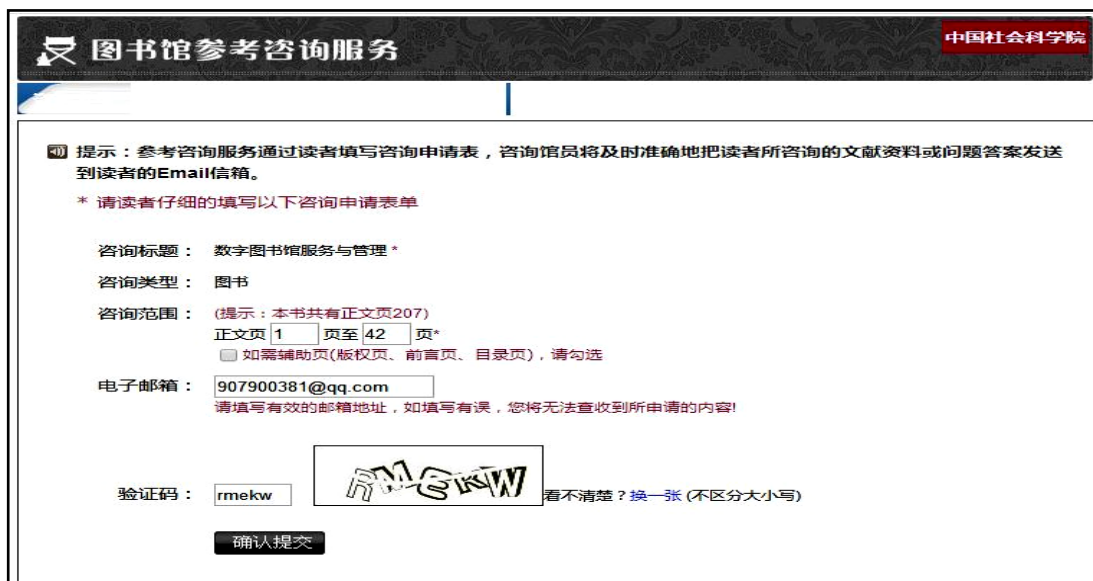 图书馆参考咨询服务
中国社会科学院
提示：参考咨询服务通过读者填写咨询申请表，咨询馆员将及时准确地把读者所咨询的文献资料或问题答案发送
到读者的Email信箱。
* 请读者仔细的填写以下咨询申请表单
咨询标题： 数字图书馆服务与管理 *
咨询类型： 图书
咨询范围： (提示：本书共有正文页207)
正文页 1 页至 42 页*
如需辅助页(版权页、前言页、目录页)，请勾选
电子邮箱： 907900381@qq.com
请填写有效的邮箱地址，如填写有误，您将无法查收到所申请的内容!
验证码： rmekw RMEKW 看不清楚？换一张 (不区分大小写)
确认提交